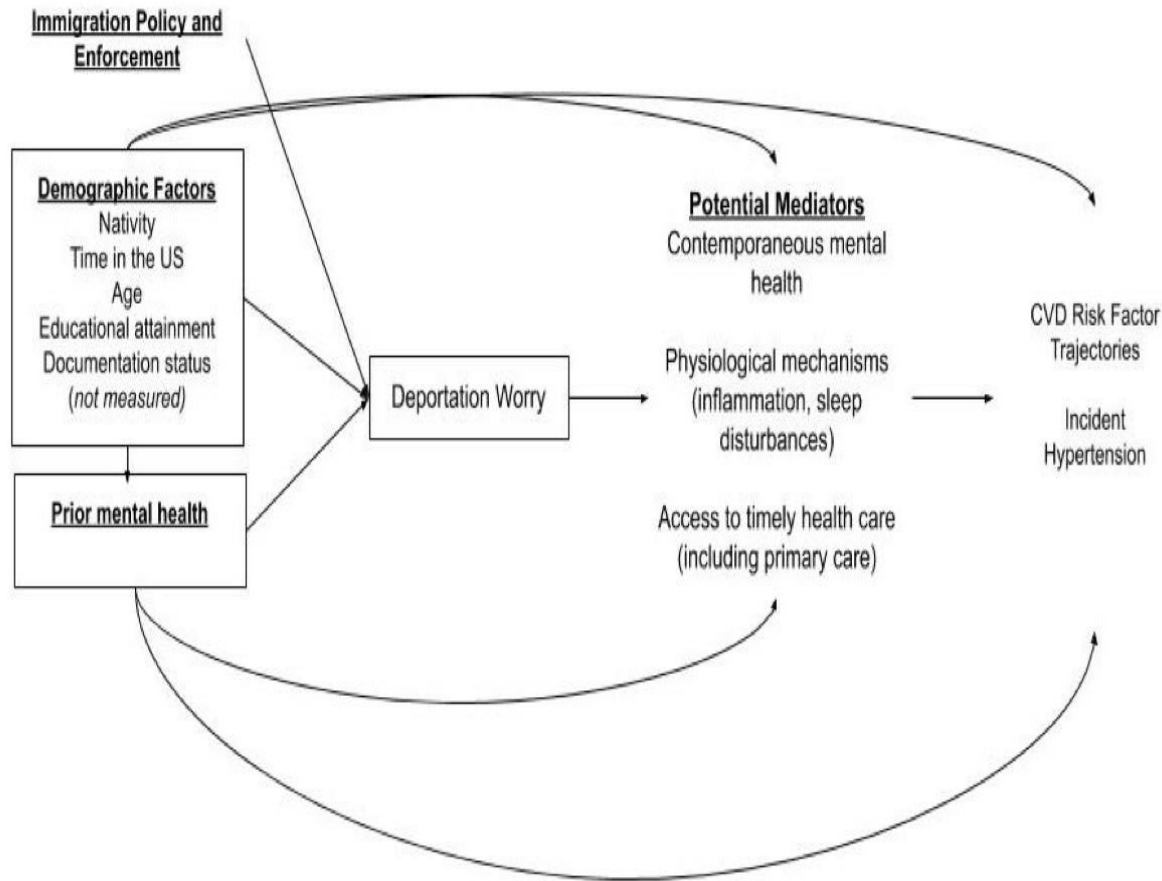 Immigration Policy and
Enforcement
Demographic Factors
Nativity
Time in the US
Age
Educational attainment
Documentation status
(not measured)
Prior mental health
Deportation Worry
Potential Mediators
Contemporaneous mental
health
Physiological mechanisms
(inflammation, sleep
disturbances)
Access to timely health care
(including primary care)
CVD Risk Factor
Trajectories
Incident
Hypertension